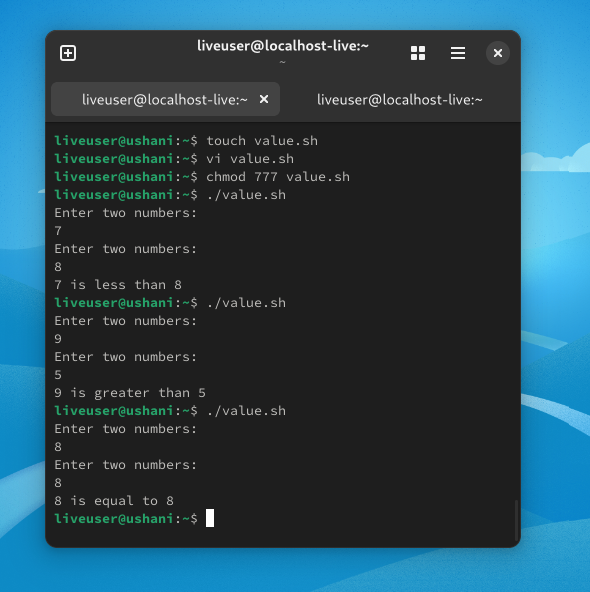 liveuser@localhost-live:~
~
liveuser@localhost-live:~
liveuser@localhost-live:~
liveuser@ushani:~$ touch value.sh
liveuser@ushani:~$ vi value.sh
liveuser@ushani:~$ chmod 777 value.sh
liveuser@ushani:~$ ./value.sh
Enter two numbers:
7
Enter two numbers:
8
7 is less than 8
liveuser@ushani:~$ ./value.sh
Enter two numbers:
9
Enter two numbers:
5
9 is greater than 5
liveuser@ushani:~$ ./value.sh
Enter two numbers:
8
Enter two numbers:
8
8 is equal to 8
liveuser@ushani:~$